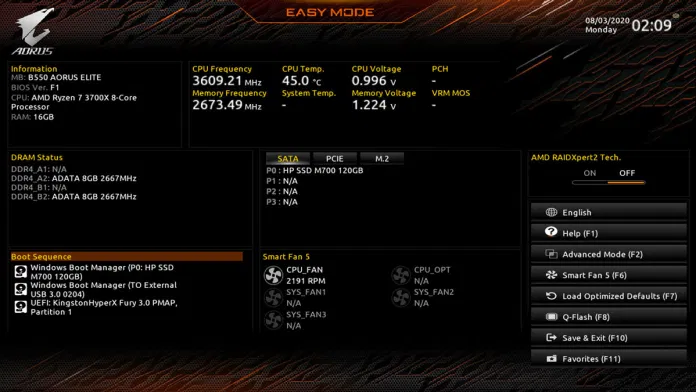 EASY MODE
AORUS
08/03/2020
Monday
02:09
Information
MB: B550 AORUS ELITE
BIOS Ver. F1
CPU: AMD Ryzen 7 3700X 8-Core
Processor
RAM: 16GB
CPU Frequency
3609.21 MHz
CPU Temp.
45.0 °C
CPU Voltage
0.996 V
PCH
-
Memory Frequency
2673.49 MHz
System Temp.
-
Memory Voltage
1.224 V
VRM MOS
-
DRAM Status
DDR4_A1: N/A
DDR4_A2: ADATA 8GB 2667MHz
DDR4_B1: N/A
DDR4_B2: ADATA 8GB 2667MHz
SATA PCIE M.2
P0 : HP SSD M700 120GB
P1 : N/A
P2 : N/A
P3 : N/A
AMD RAIDXpert2 Tech.
ON OFF
Boot Sequence
Windows Boot Manager (P0: HP SSD
M700 120GB)
Windows Boot Manager (TO External
USB 3.0 0204)
UEFI: KingstonHyperX Fury 3.0 PMAP,
Partition 1
Smart Fan 5
CPU_FAN
2191 RPM
CPU_OPT
N/A
SYS_FAN1
N/A
SYS_FAN2
N/A
SYS_FAN3
N/A
English
Help (F1)
Advanced Mode (F2)
Smart Fan 5 (F6)
Load Optimized Defaults (F7)
Q-Flash (F8)
Save & Exit (F10)
Favorites (F11)